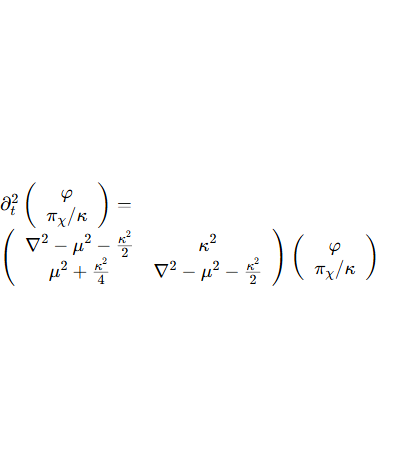 ∂_t^2 ( φ π_χ/κ ) =
( ∇^2 − μ^2 − κ^2/2 κ^2 μ^2 + κ^2/4 ∇^2 − μ^2 − κ^2/2 ) ( φ π_χ/κ )